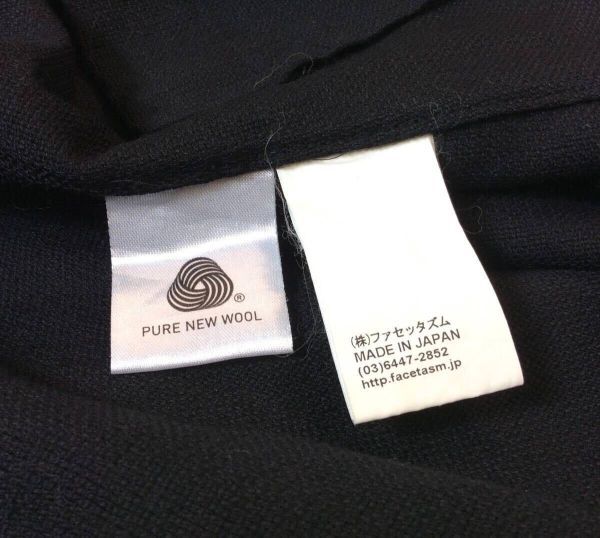 ®
PURE NEW WOOL
(株)ファセッタズム
MADE IN JAPAN
(03)6447-2852
http.facetasm.jp